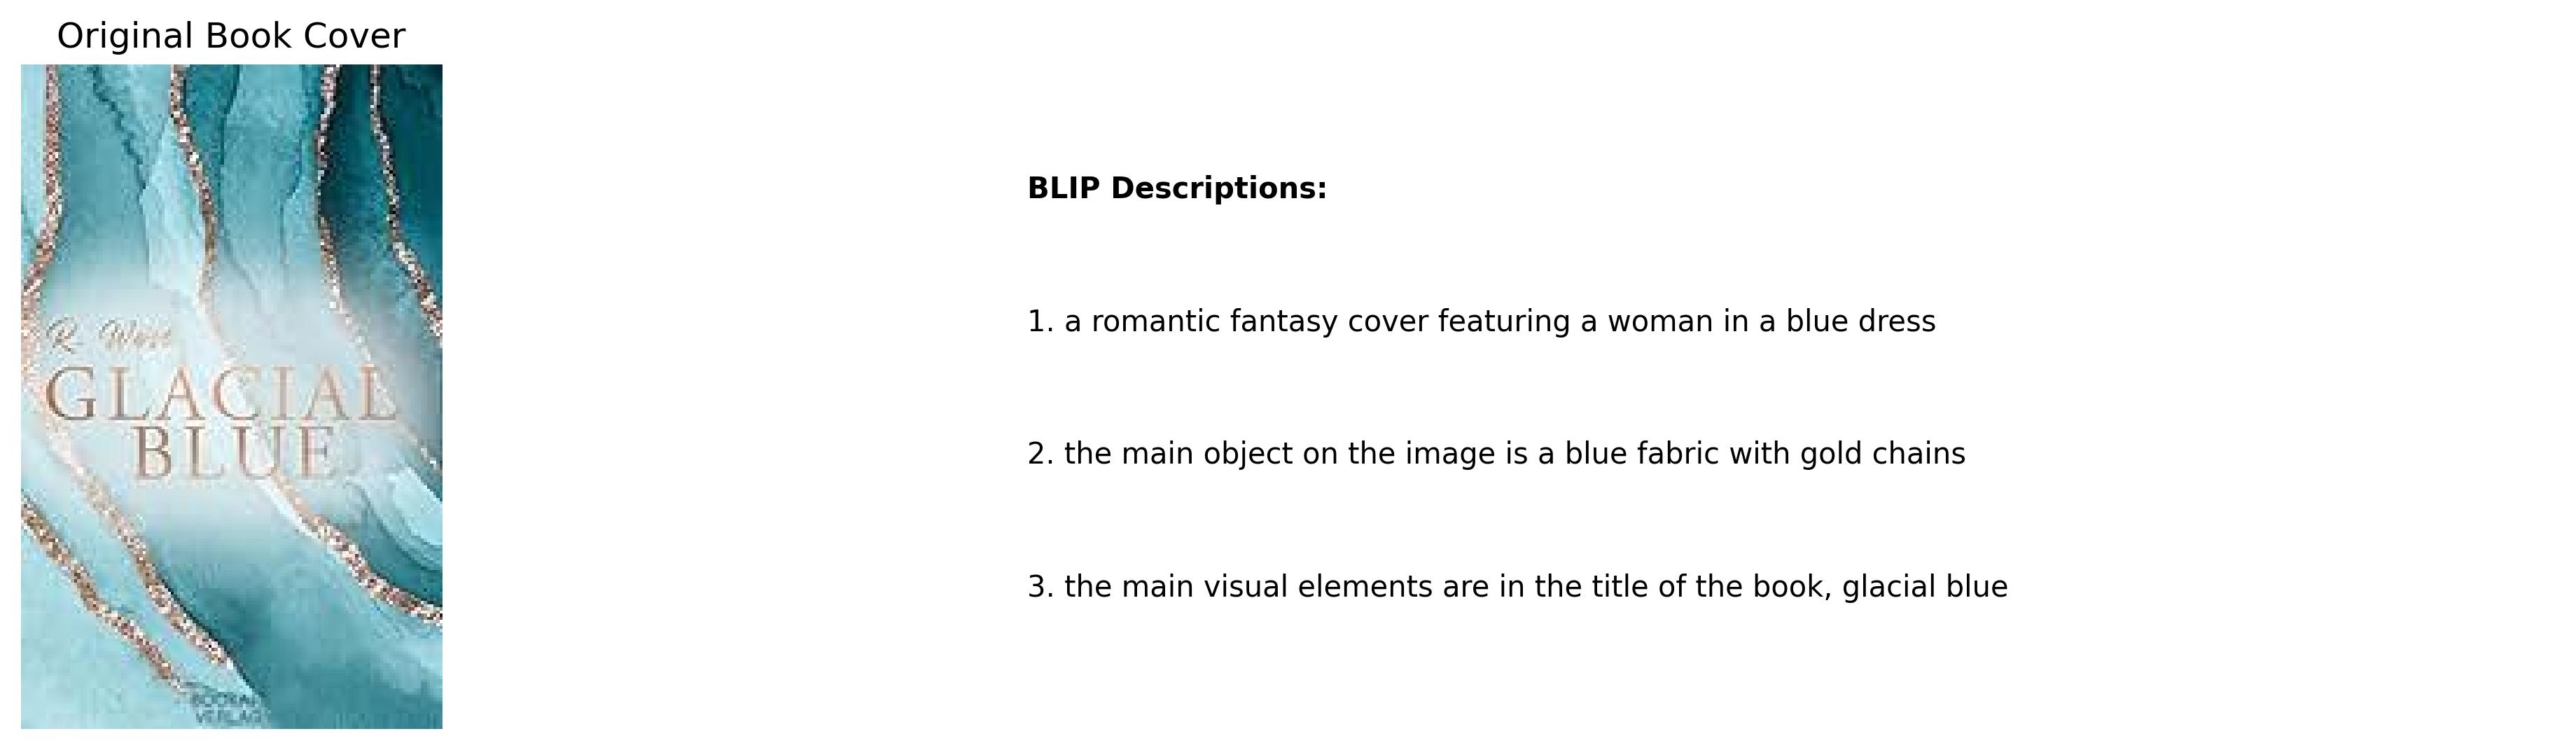 Original Book Cover
R.
GLACIAL
BLUE
VERLAG
BLIP Descriptions:
1. a romantic fantasy cover featuring a woman in a blue dress
2. the main object on the image is a blue fabric with gold chains
3. the main visual elements are in the title of the book, glacial blue